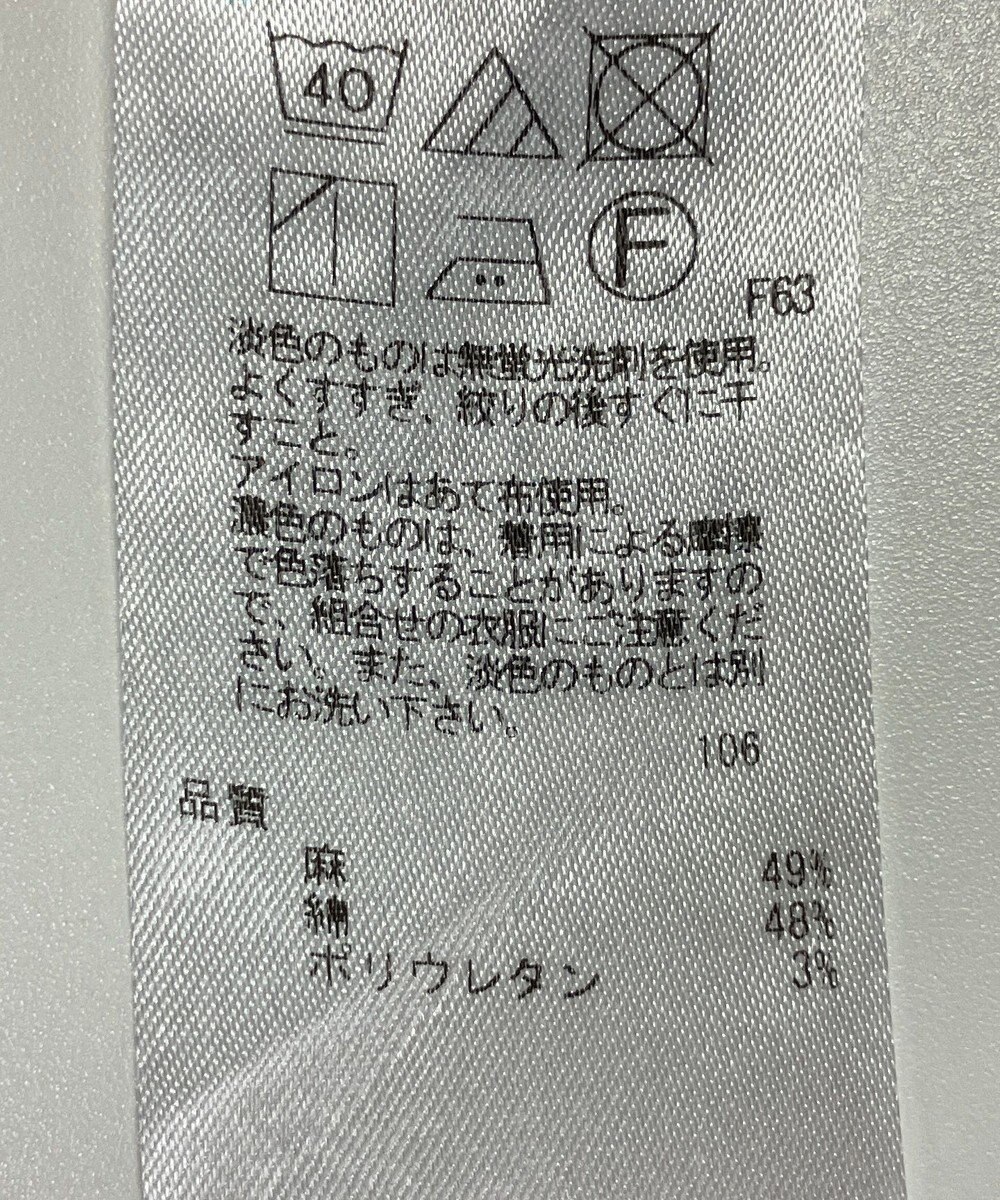 40
F
F63
淡色のものは無蛍光洗剤を使用。
よくすすぎ、絞りの後すぐに干
すこと。
アイロンはあて布使用。
濃色のものは、着用による摩擦
で色落ちすることがありますの
で、組合せの衣服にご注意くだ
さい。また、淡色のものとは別
にお洗い下さい。
106
品質
麻 49%
綿 48%
ポリウレタン 3%